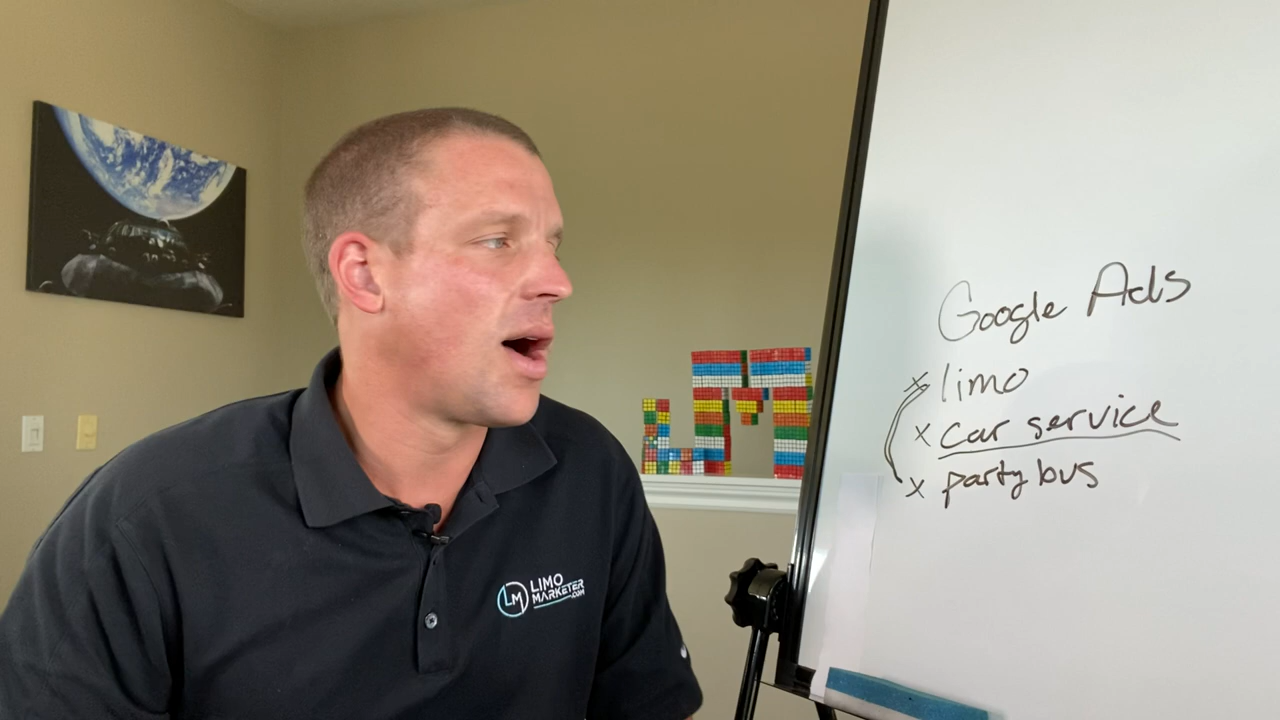 Google Ads
x limo
x car service
x party bus
LM LIMO
MARKETER
.COM